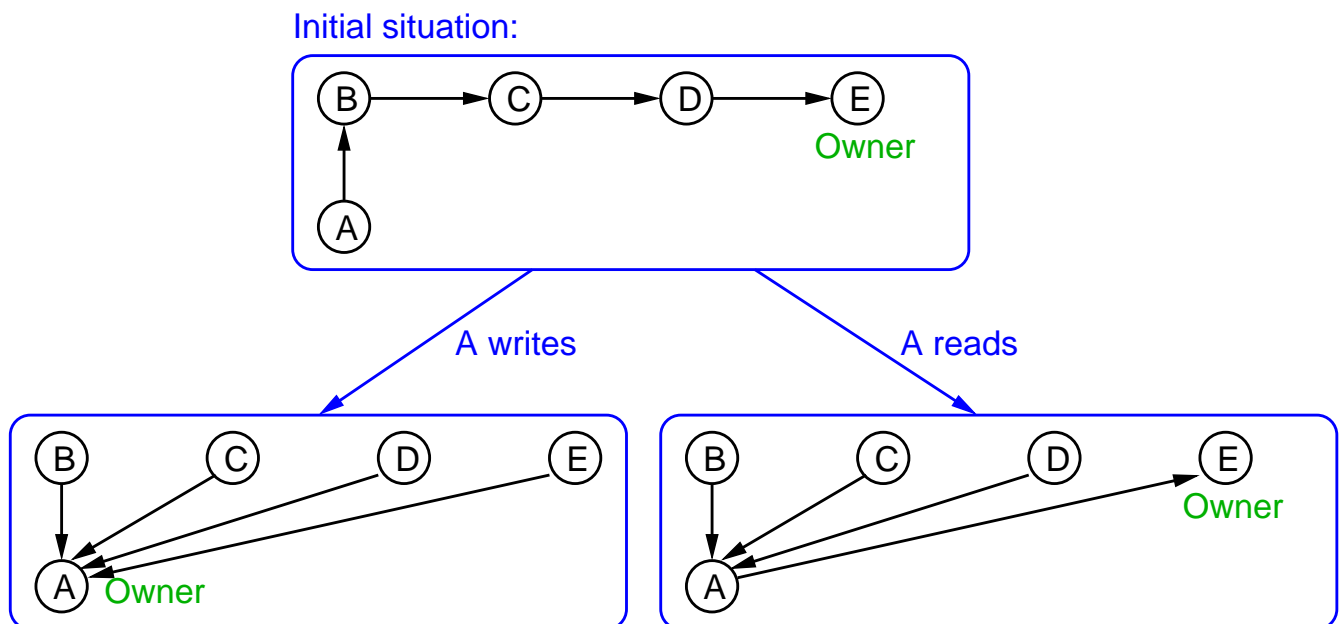 Initial situation:
B C D E
Owner
A
A writes A reads
B C D E
A Owner
B C D E
Owner
A